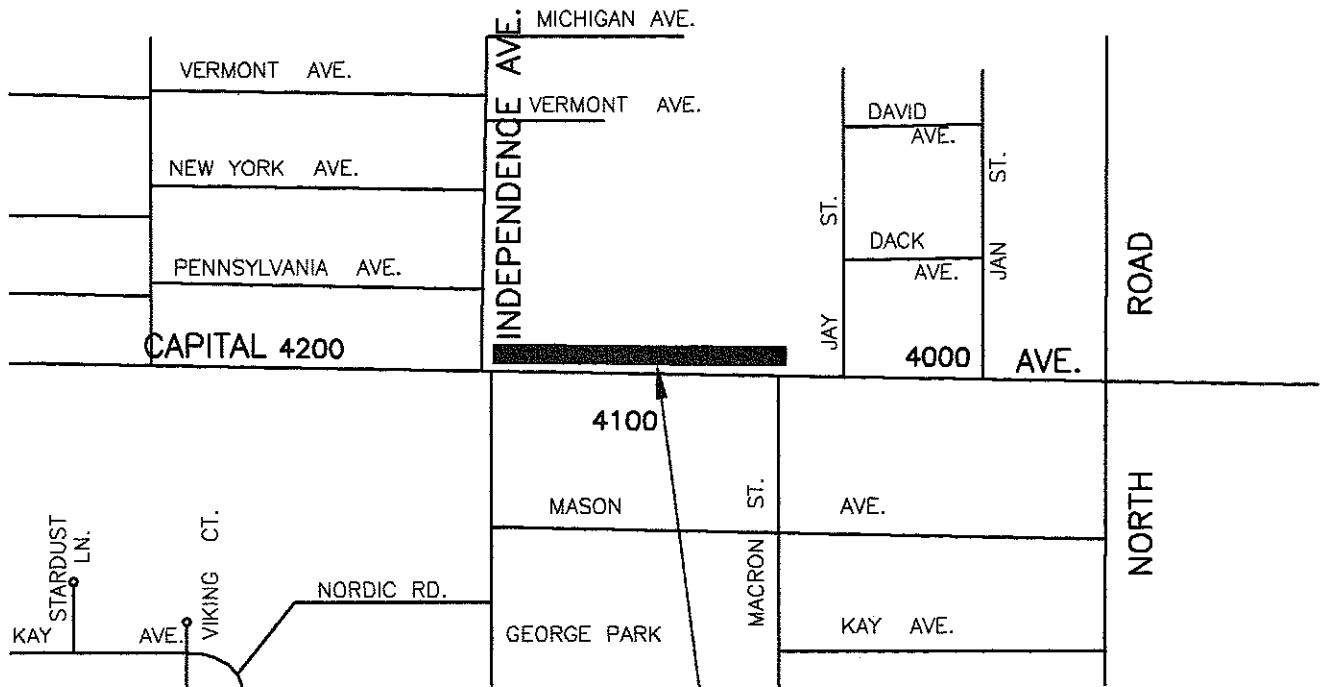 MICHIGAN AVE.
VERMONT AVE.
INDEPENDENCE AVE.
VERMONT AVE.
DAVID
AVE.
NEW YORK AVE.
ST.
ST.
DACK
AVE.
JAN
PENNSYLVANIA AVE.
ROAD
JAY
CAPITAL 4200
4000
AVE.
4100
MASON
ST.
AVE.
NORTH
STARDUST
LN.
VIKING CT.
MACRON
NORDIC RD.
KAY
AVE.
GEORGE PARK
KAY AVE.